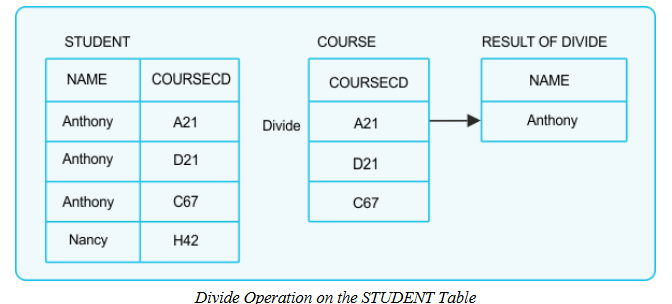 STUDENT COURSE RESULT OF DIVIDE
NAME COURSECD COURSECD NAME
Anthony A21 Divide A21 Anthony
Anthony D21 D21
Anthony C67 C67
Nancy H42
Divide Operation on the STUDENT Table